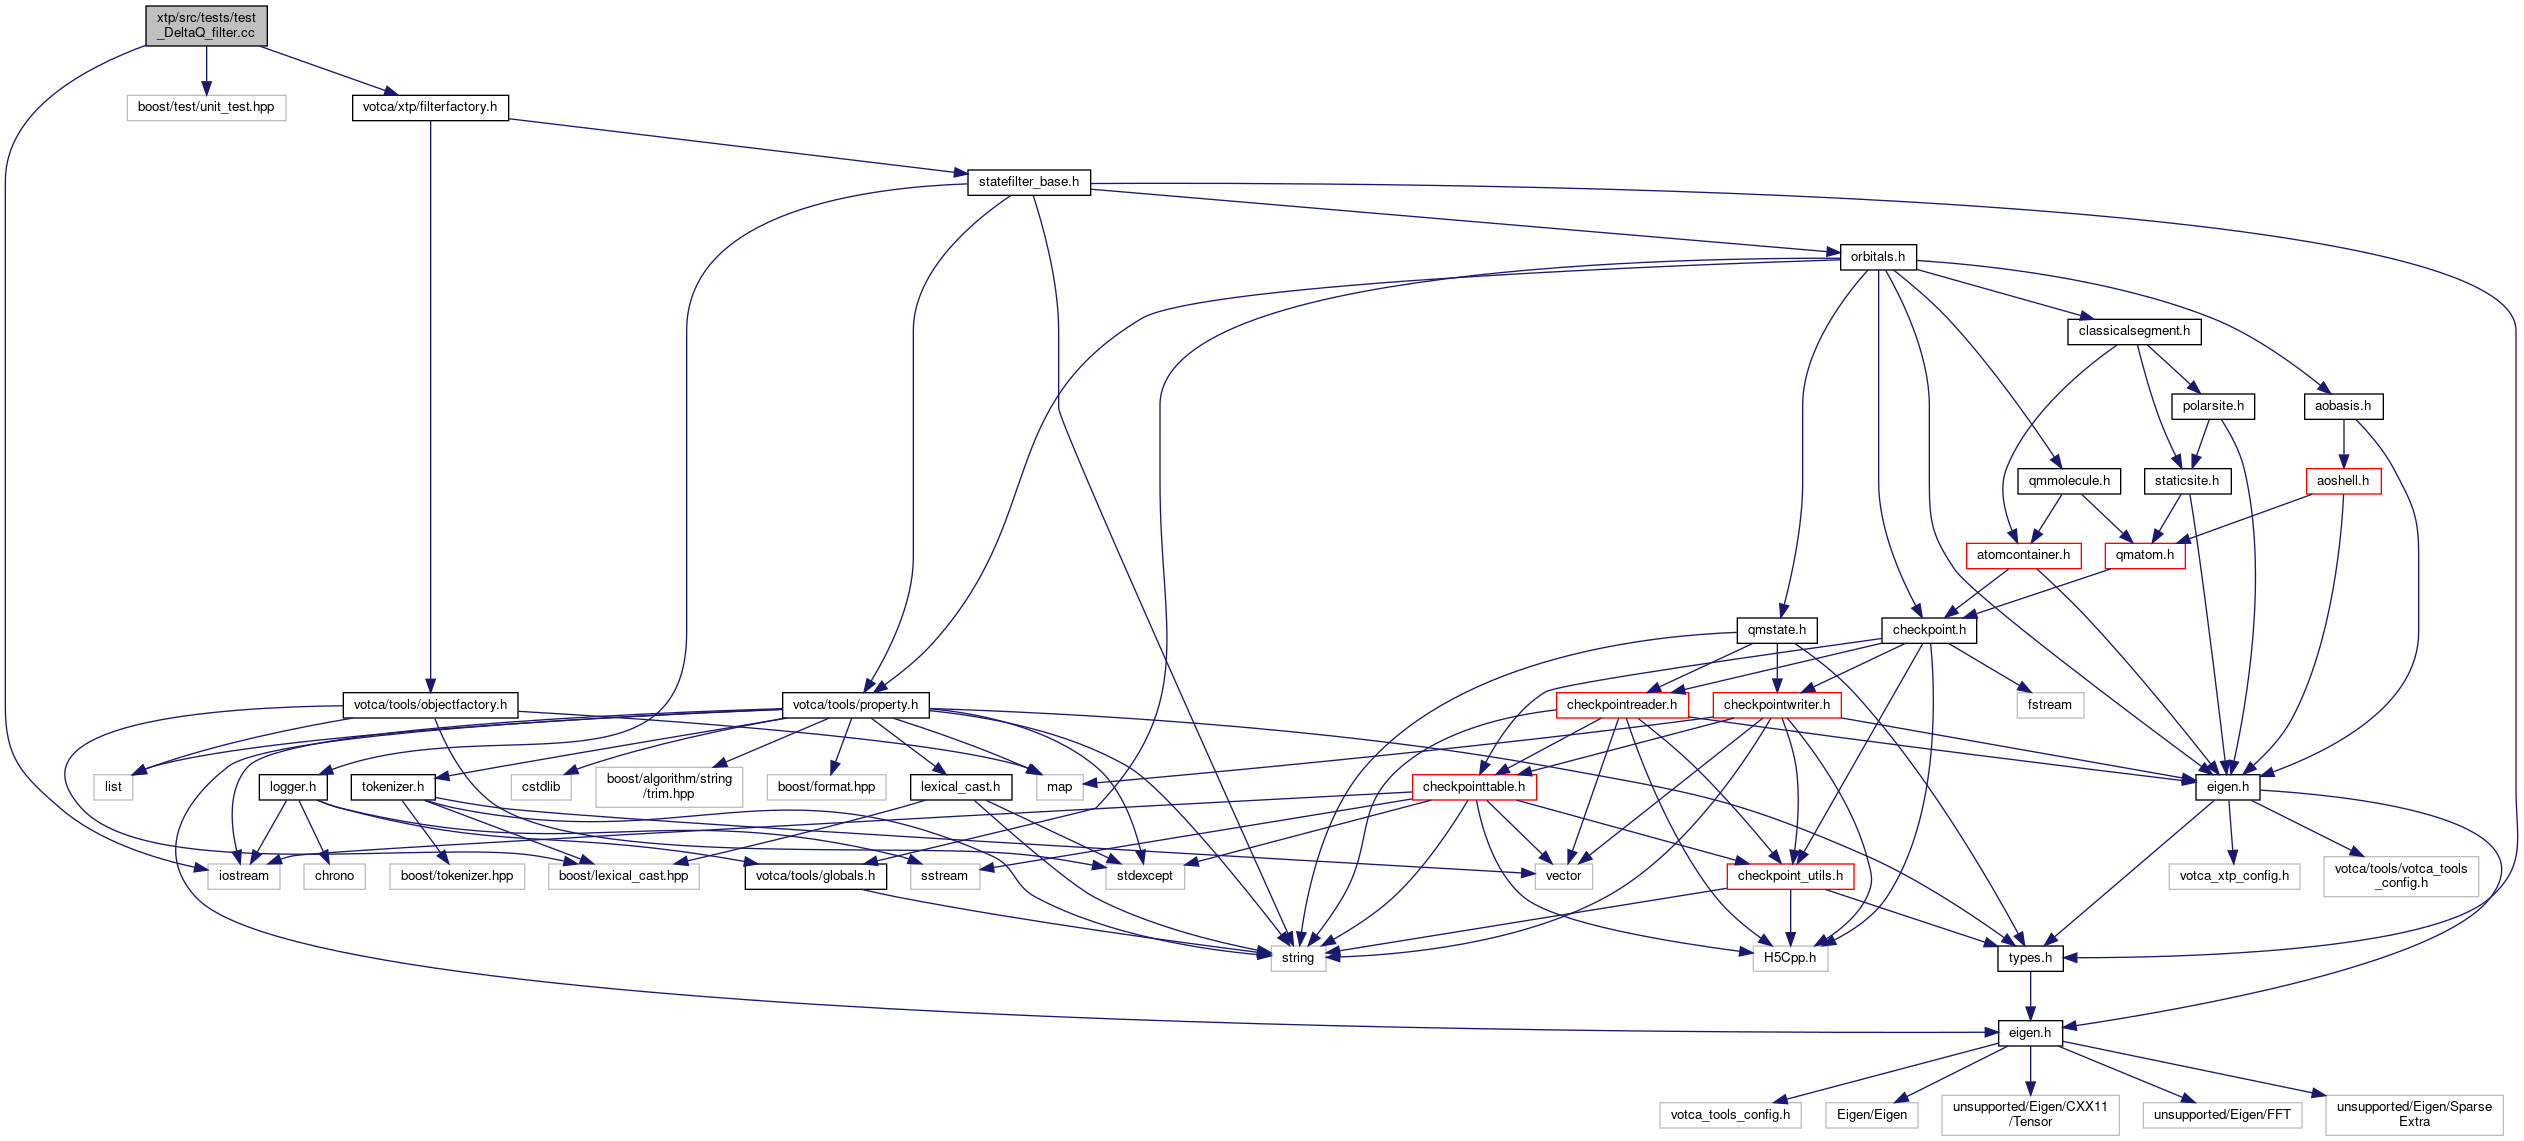 xtp/src/tests/test
_DeltaQ_filter.cc
boost/test/unit_test.hpp
votca/xtp/filterfactory.h
statefilter_base.h
orbitals.h
classicalsegment.h
polarsite.h
aobasis.h
qmmolecule.h
staticsite.h
aoshell.h
atomcontainer.h
qmatom.h
qmstate.h
checkpoint.h
votca/tools/objectfactory.h
votca/tools/property.h
checkpointreader.h
checkpointwriter.h
fstream
list
logger.h
tokenizer.h
cstdlib
boost/algorithm/string
/trim.hpp
boost/format.hpp
lexical_cast.h
map
checkpointtable.h
eigen.h
iostream
chrono
boost/tokenizer.hpp
boost/lexical_cast.hpp
votca/tools/globals.h
sstream
stdexcept
vector
checkpoint_utils.h
votca_xtp_config.h
votca/tools/votca_tools
_config.h
string
H5Cpp.h
types.h
eigen.h
votca_tools_config.h
Eigen/Eigen
unsupported/Eigen/CXX11
/Tensor
unsupported/Eigen/FFT
unsupported/Eigen/Sparse
Extra